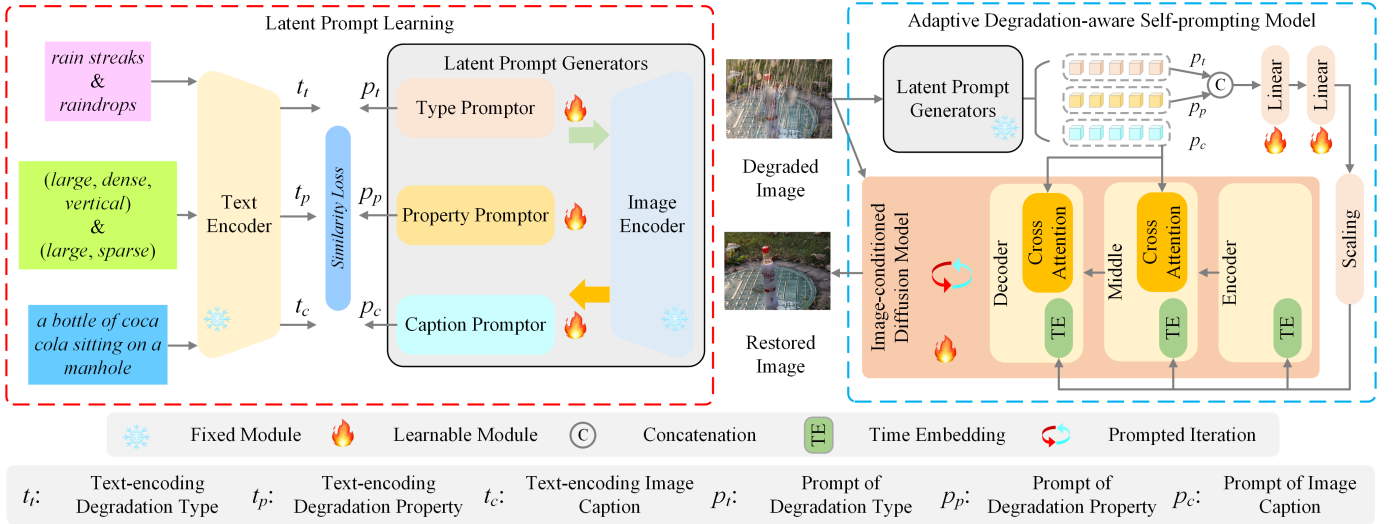 Latent Prompt Learning
rain streaks
&
raindrops
(large, dense,
vertical)
&
(large, sparse)
a bottle of coca
cola sitting on a
manhole
Text
Encoder
t_t
t_p
t_c
Similarity Loss
p_t
p_p
p_c
Latent Prompt Generators
Type Promptor
Property Promptor
Caption Promptor
Image
Encoder
Degraded
Image
Restored
Image
Adaptive Degradation-aware Self-prompting Model
Latent Prompt
Generators
p_t
p_p
p_c
C
Linear
Linear
Scaling
Image-conditioned
Diffusion Model
Decoder
Cross
Attention
TE
Middle
Cross
Attention
TE
Encoder
TE
Fixed Module
Learnable Module
C
Concatenation
TE
Time Embedding
Prompted Iteration
t_t: Text-encoding
Degradation Type
t_p: Text-encoding
Degradation Property
t_c: Text-encoding Image
Caption
p_t: Prompt of
Degradation Type
p_p: Prompt of
Degradation Property
p_c: Prompt of Image
Caption